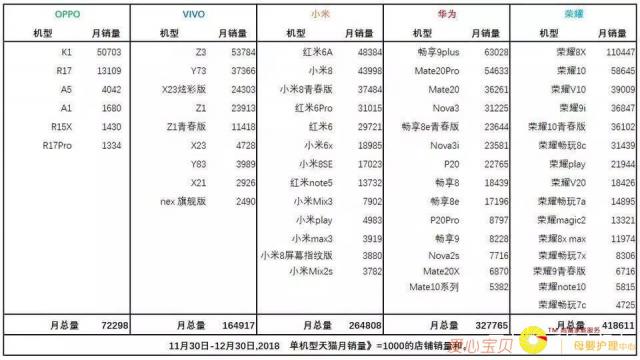 OPPO VIVO 小米 华为 荣耀
机型 月销量 机型 月销量 机型 月销量 机型 月销量 机型 月销量
K1 50703 Z3 53784 红米6A 48384 畅享9plus 63028 荣耀8X 110447
R17 13109 Y73 37366 小米8 43998 Mate20Pro 54633 荣耀10 58645
A5 4042 X23炫彩版 24303 小米8青春版 37484 Mate20 36261 荣耀V10 39009
A1 1680 Z1 23913 红米6Pro 31015 Nova3 31225 荣耀9i 36847
R15X 1430 Z1青春版 11418 红米6 29721 畅享8e青春版 23644 荣耀10青春版 36102
R17Pro 1334 X23 4728 小米6x 18985 Nova3i 23581 荣耀畅玩8c 31439
Y83 3989 小米8SE 17023 P20 22765 荣耀play 21944
X21 2926 红米note5 13732 畅享8 18439 荣耀V20 18426
nex 旗舰版 2490 小米Mix3 7902 畅享8e 17196 荣耀畅玩7a 14895
小米play 4983 P20Pro 8797 荣耀magic2 13321
小米max3 3919 畅享9 8228 荣耀8x max 11974
小米8屏幕指纹版 3880 Nova2s 7716 荣耀畅玩7x 8306
小米Mix2s 3782 Mate20X 6870 荣耀9青春版 6716
Mate10系列 5382 荣耀note10 5815
荣耀畅玩7c 4725
月总量 72298 月总量 164917 月总量 264808 月总量 327765 月总量 418611
11月30日-12月30日,2018 单机型天猫月销量》=1000的店铺销量和。
爱心宝贝
TM
母婴护理中心